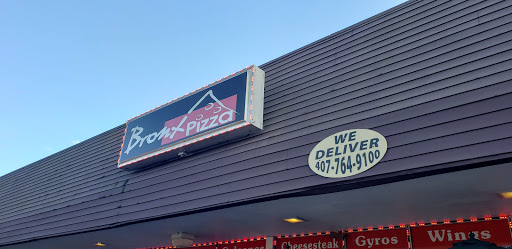 Bronx Pizza
WE
DELIVER
407-764-9100
Cheesesteak
Gyros
Wings